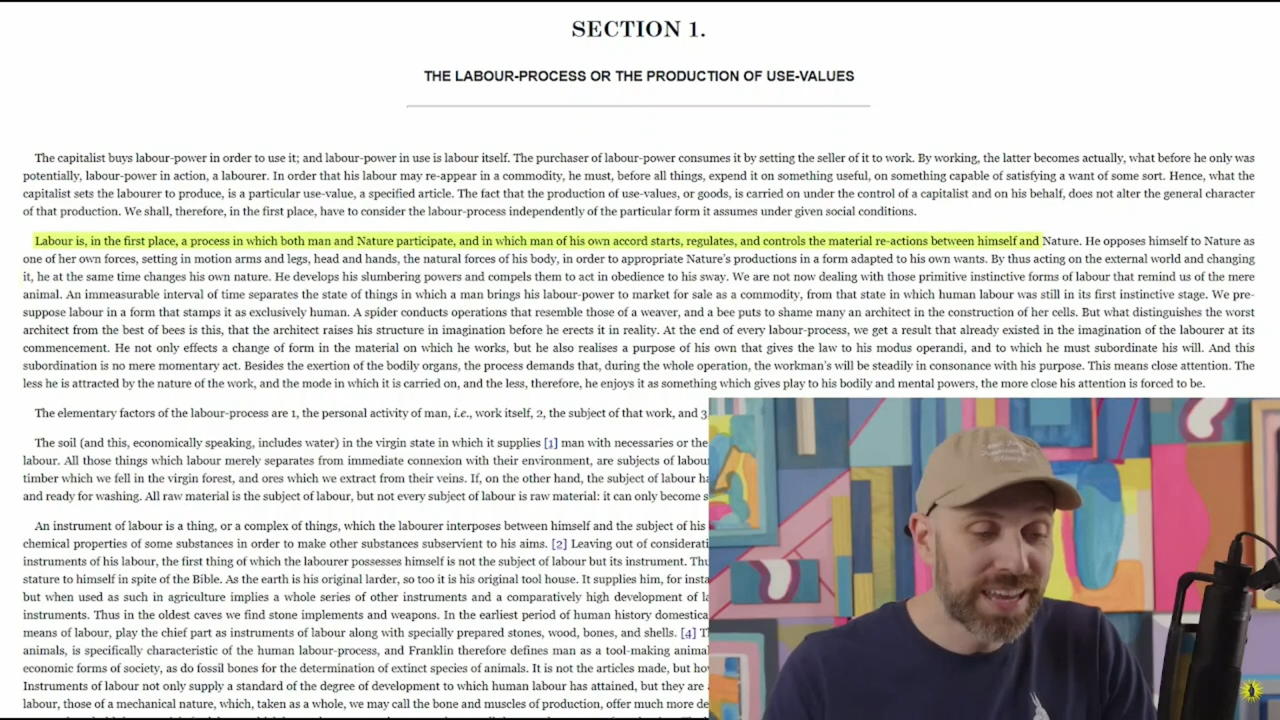 SECTION 1.
THE LABOUR-PROCESS OR THE PRODUCTION OF USE-VALUES
The capitalist buys labour-power in order to use it; and labour-power in use is labour itself. The purchaser of labour-power consumes it by setting the seller of it to work. By working, the latter becomes actually, what before he only was
potentially, labour-power in action, a labourer. In order that his labour may re-appear in a commodity, he must, before all things, expend it on something useful, on something capable of satisfying a want of some sort. Hence, what the
capitalist sets the labourer to produce, is a particular use-value, a specified article. The fact that the production of use-values, or goods, is carried on under the control of a capitalist and on his behalf, does not alter the general character
of that production. We shall, therefore, in the first place, have to consider the labour-process independently of the particular form it assumes under given social conditions.
Labour is, in the first place, a process in which both man and Nature participate, and in which man of his own accord starts, regulates, and controls the material re-actions between himself and Nature. He opposes himself to Nature as
one of her own forces, setting in motion arms and legs, head and hands, the natural forces of his body, in order to appropriate Nature's productions in a form adapted to his own wants. By thus acting on the external world and changing
it, he at the same time changes his own nature. He develops his slumbering powers and compels them to act in obedience to his sway. We are not now dealing with those primitive instinctive forms of labour that remind us of the mere
animal. An immeasurable interval of time separates the state of things in which a man brings his labour-power to market for sale as a commodity, from that state in which human labour was still in its first instinctive stage. We pre-
suppose labour in a form that stamps it as exclusively human. A spider conducts operations that resemble those of a weaver, and a bee puts to shame many an architect in the construction of her cells. But what distinguishes the worst
architect from the best of bees is this, that the architect raises his structure in imagination before he erects it in reality. At the end of every labour-process, we get a result that already existed in the imagination of the labourer at its
commencement. He not only effects a change of form in the material on which he works, but he also realises a purpose of his own that gives the law to his modus operandi, and to which he must subordinate his will. And this
subordination is no mere momentary act. Besides the exertion of the bodily organs, the process demands that, during the whole operation, the workman's will be steadily in consonance with his purpose. This means close attention. The
less he is attracted by the nature of the work, and the mode in which it is carried on, and the less, therefore, he enjoys it as something which gives play to his bodily and mental powers, the more close his attention is forced to be.
The elementary factors of the labour-process are 1, the personal activity of man, i.e., work itself, 2, the subject of that work, and 3
The soil (and this, economically speaking, includes water) in the virgin state in which it supplies [1] man with necessaries or the
labour. All those things which labour merely separates from immediate connexion with their environment, are subjects of labou
timber which we fell in the virgin forest, and ores which we extract from their veins. If, on the other hand, the subject of labour ha
and ready for washing. All raw material is the subject of labour, but not every subject of labour is raw material: it can only become s
An instrument of labour is a thing, or a complex of things, which the labourer interposes between himself and the subject of his
chemical properties of some substances in order to make other substances subservient to his aims. [2] Leaving out of considerati
instruments of his labour, the first thing of which the labourer possesses himself is not the subject of labour but its instrument. Thu
stature to himself in spite of the Bible. As the earth is his original larder, so too it is his original tool house. It supplies him, for insta
but when used as such in agriculture implies a whole series of other instruments and a comparatively high development of la
instruments. Thus in the oldest caves we find stone implements and weapons. In the earliest period of human history domestica
means of labour, play the chief part as instruments of labour along with specially prepared stones, wood, bones, and shells. [4] T
animals, is specifically characteristic of the human labour-process, and Franklin therefore defines man as a tool-making animal
economic forms of society, as do fossil bones for the determination of extinct species of animals. It is not the articles made, but ho
Instruments of labour not only supply a standard of the degree of development to which human labour has attained, but they are
labour, those of a mechanical nature, which, taken as a whole, we may call the bone and muscles of production, offer much more de